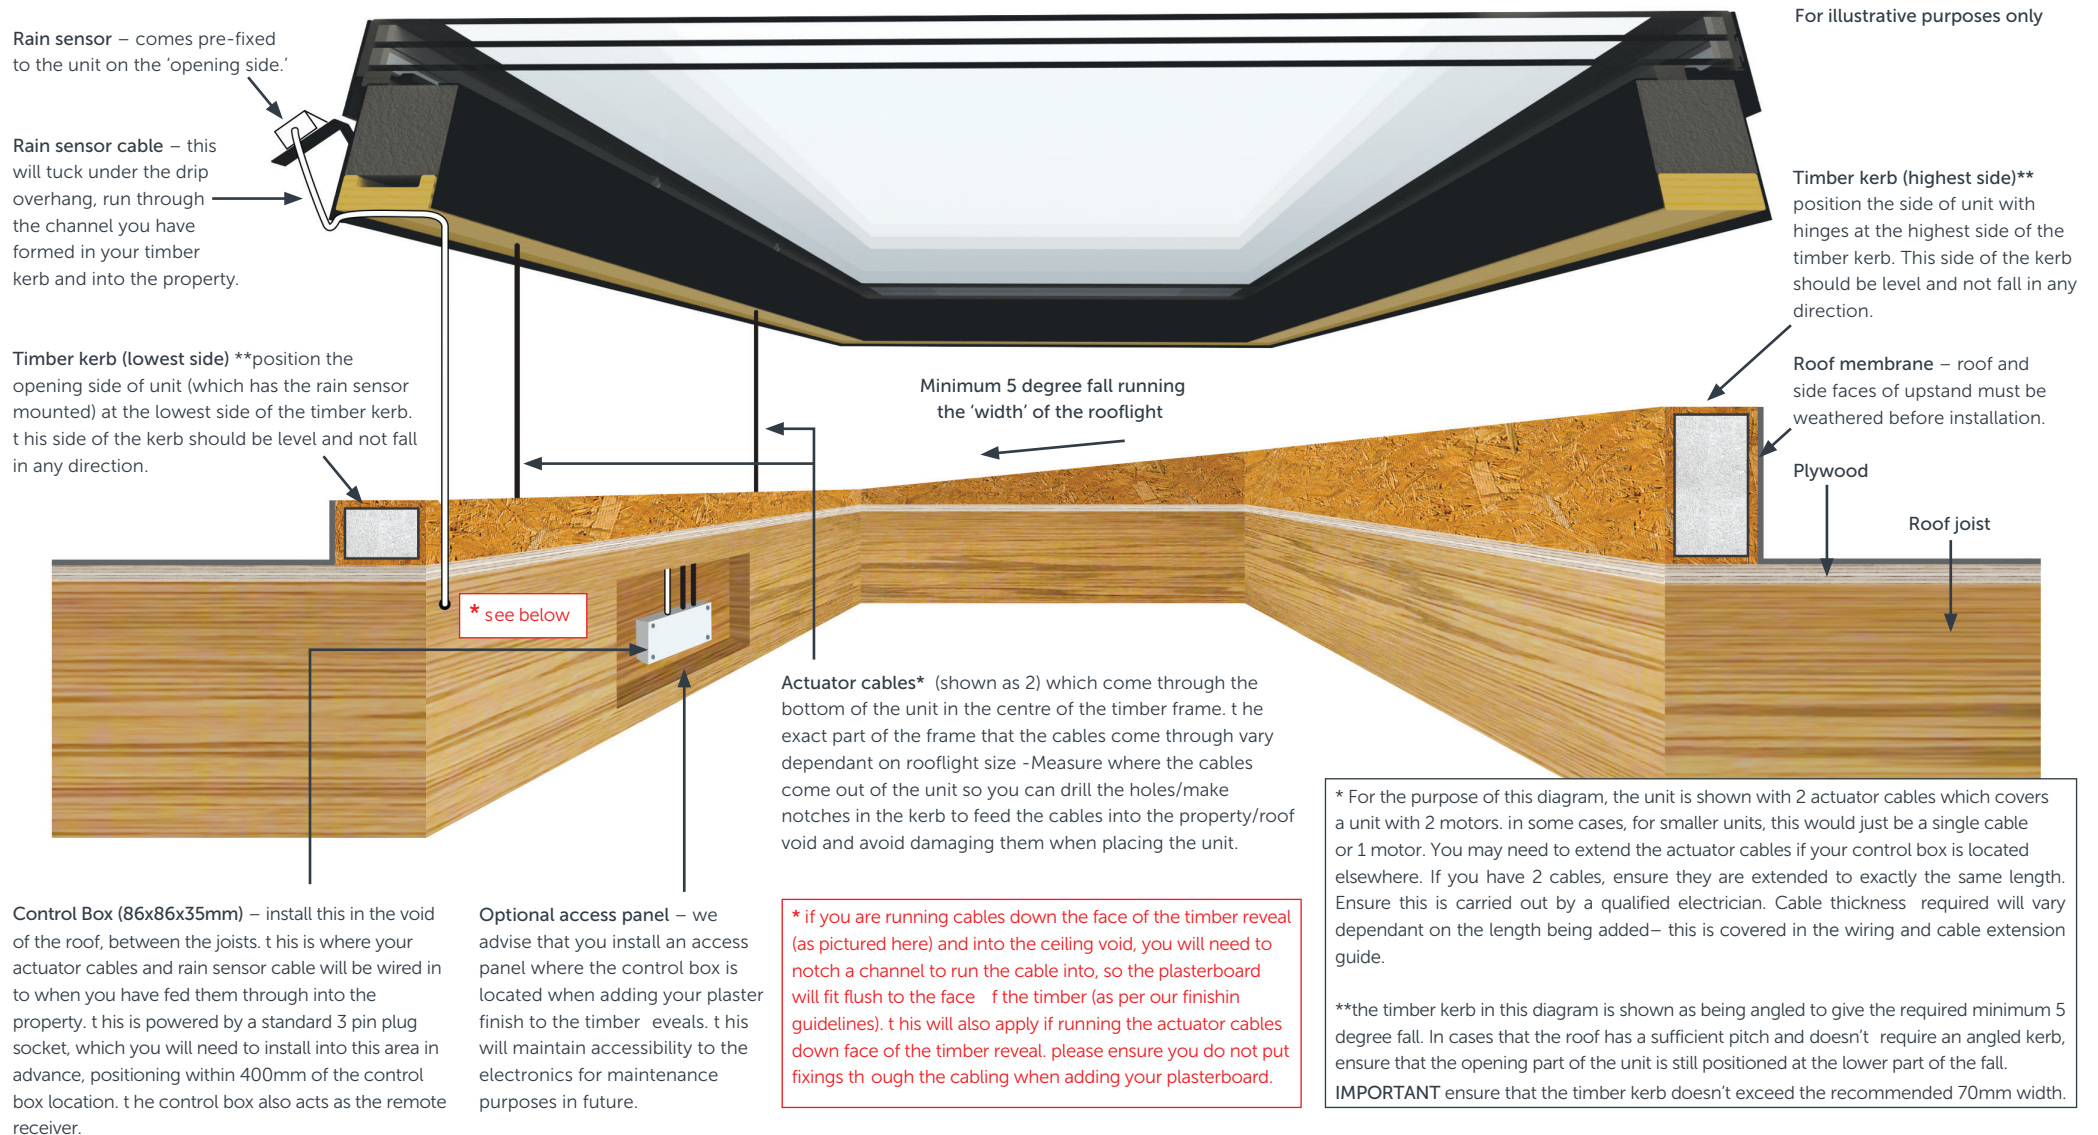 For illustrative purposes only
Rain sensor – comes pre-fixed
to the unit on the ‘opening side.’
Rain sensor cable – this
will tuck under the drip
overhang, run through
the channel you have
formed in your timber
kerb and into the property.
Timber kerb (highest side)**
position the side of unit with
hinges at the highest side of the
timber kerb. This side of the kerb
should be level and not fall in any
direction.
Timber kerb (lowest side) **position the
opening side of unit (which has the rain sensor
mounted) at the lowest side of the timber kerb.
t his side of the kerb should be level and not fall
in any direction.
Minimum 5 degree fall running
the ‘width’ of the rooflight
Roof membrane – roof and
side faces of upstand must be
weathered before installation.
Plywood
Roof joist
* see below
Actuator cables* (shown as 2) which come through the
bottom of the unit in the centre of the timber frame. t he
exact part of the frame that the cables come through vary
dependant on rooflight size -Measure where the cables
come out of the unit so you can drill the holes/make
notches in the kerb to feed the cables into the property/roof
void and avoid damaging them when placing the unit.
Control Box (86x86x35mm) – install this in the void
of the roof, between the joists. t his is where your
actuator cables and rain sensor cable will be wired in
to when you have fed them through into the
property. t his is powered by a standard 3 pin plug
socket, which you will need to install into this area in
advance, positioning within 400mm of the control
box location. t he control box also acts as the remote
receiver.
Optional access panel – we
advise that you install an access
panel where the control box is
located when adding your plaster
finish to the timber eveals. t his
will maintain accessibility to the
electronics for maintenance
purposes in future.
* if you are running cables down the face of the timber reveal
(as pictured here) and into the ceiling void, you will need to
notch a channel to run the cable into, so the plasterboard
will fit flush to the face f the timber (as per our finishin
guidelines). t his will also apply if running the actuator cables
down face of the timber reveal. please ensure you do not put
fixings th ough the cabling when adding your plasterboard.
* For the purpose of this diagram, the unit is shown with 2 actuator cables which covers
a unit with 2 motors. in some cases, for smaller units, this would just be a single cable
or 1 motor. You may need to extend the actuator cables if your control box is located
elsewhere. If you have 2 cables, ensure they are extended to exactly the same length.
Ensure this is carried out by a qualified electrician. Cable thickness required will vary
dependant on the length being added– this is covered in the wiring and cable extension
guide.
**the timber kerb in this diagram is shown as being angled to give the required minimum 5
degree fall. In cases that the roof has a sufficient pitch and doesn’t require an angled kerb,
ensure that the opening part of the unit is still positioned at the lower part of the fall.
IMPORTANT ensure that the timber kerb doesn’t exceed the recommended 70mm width.